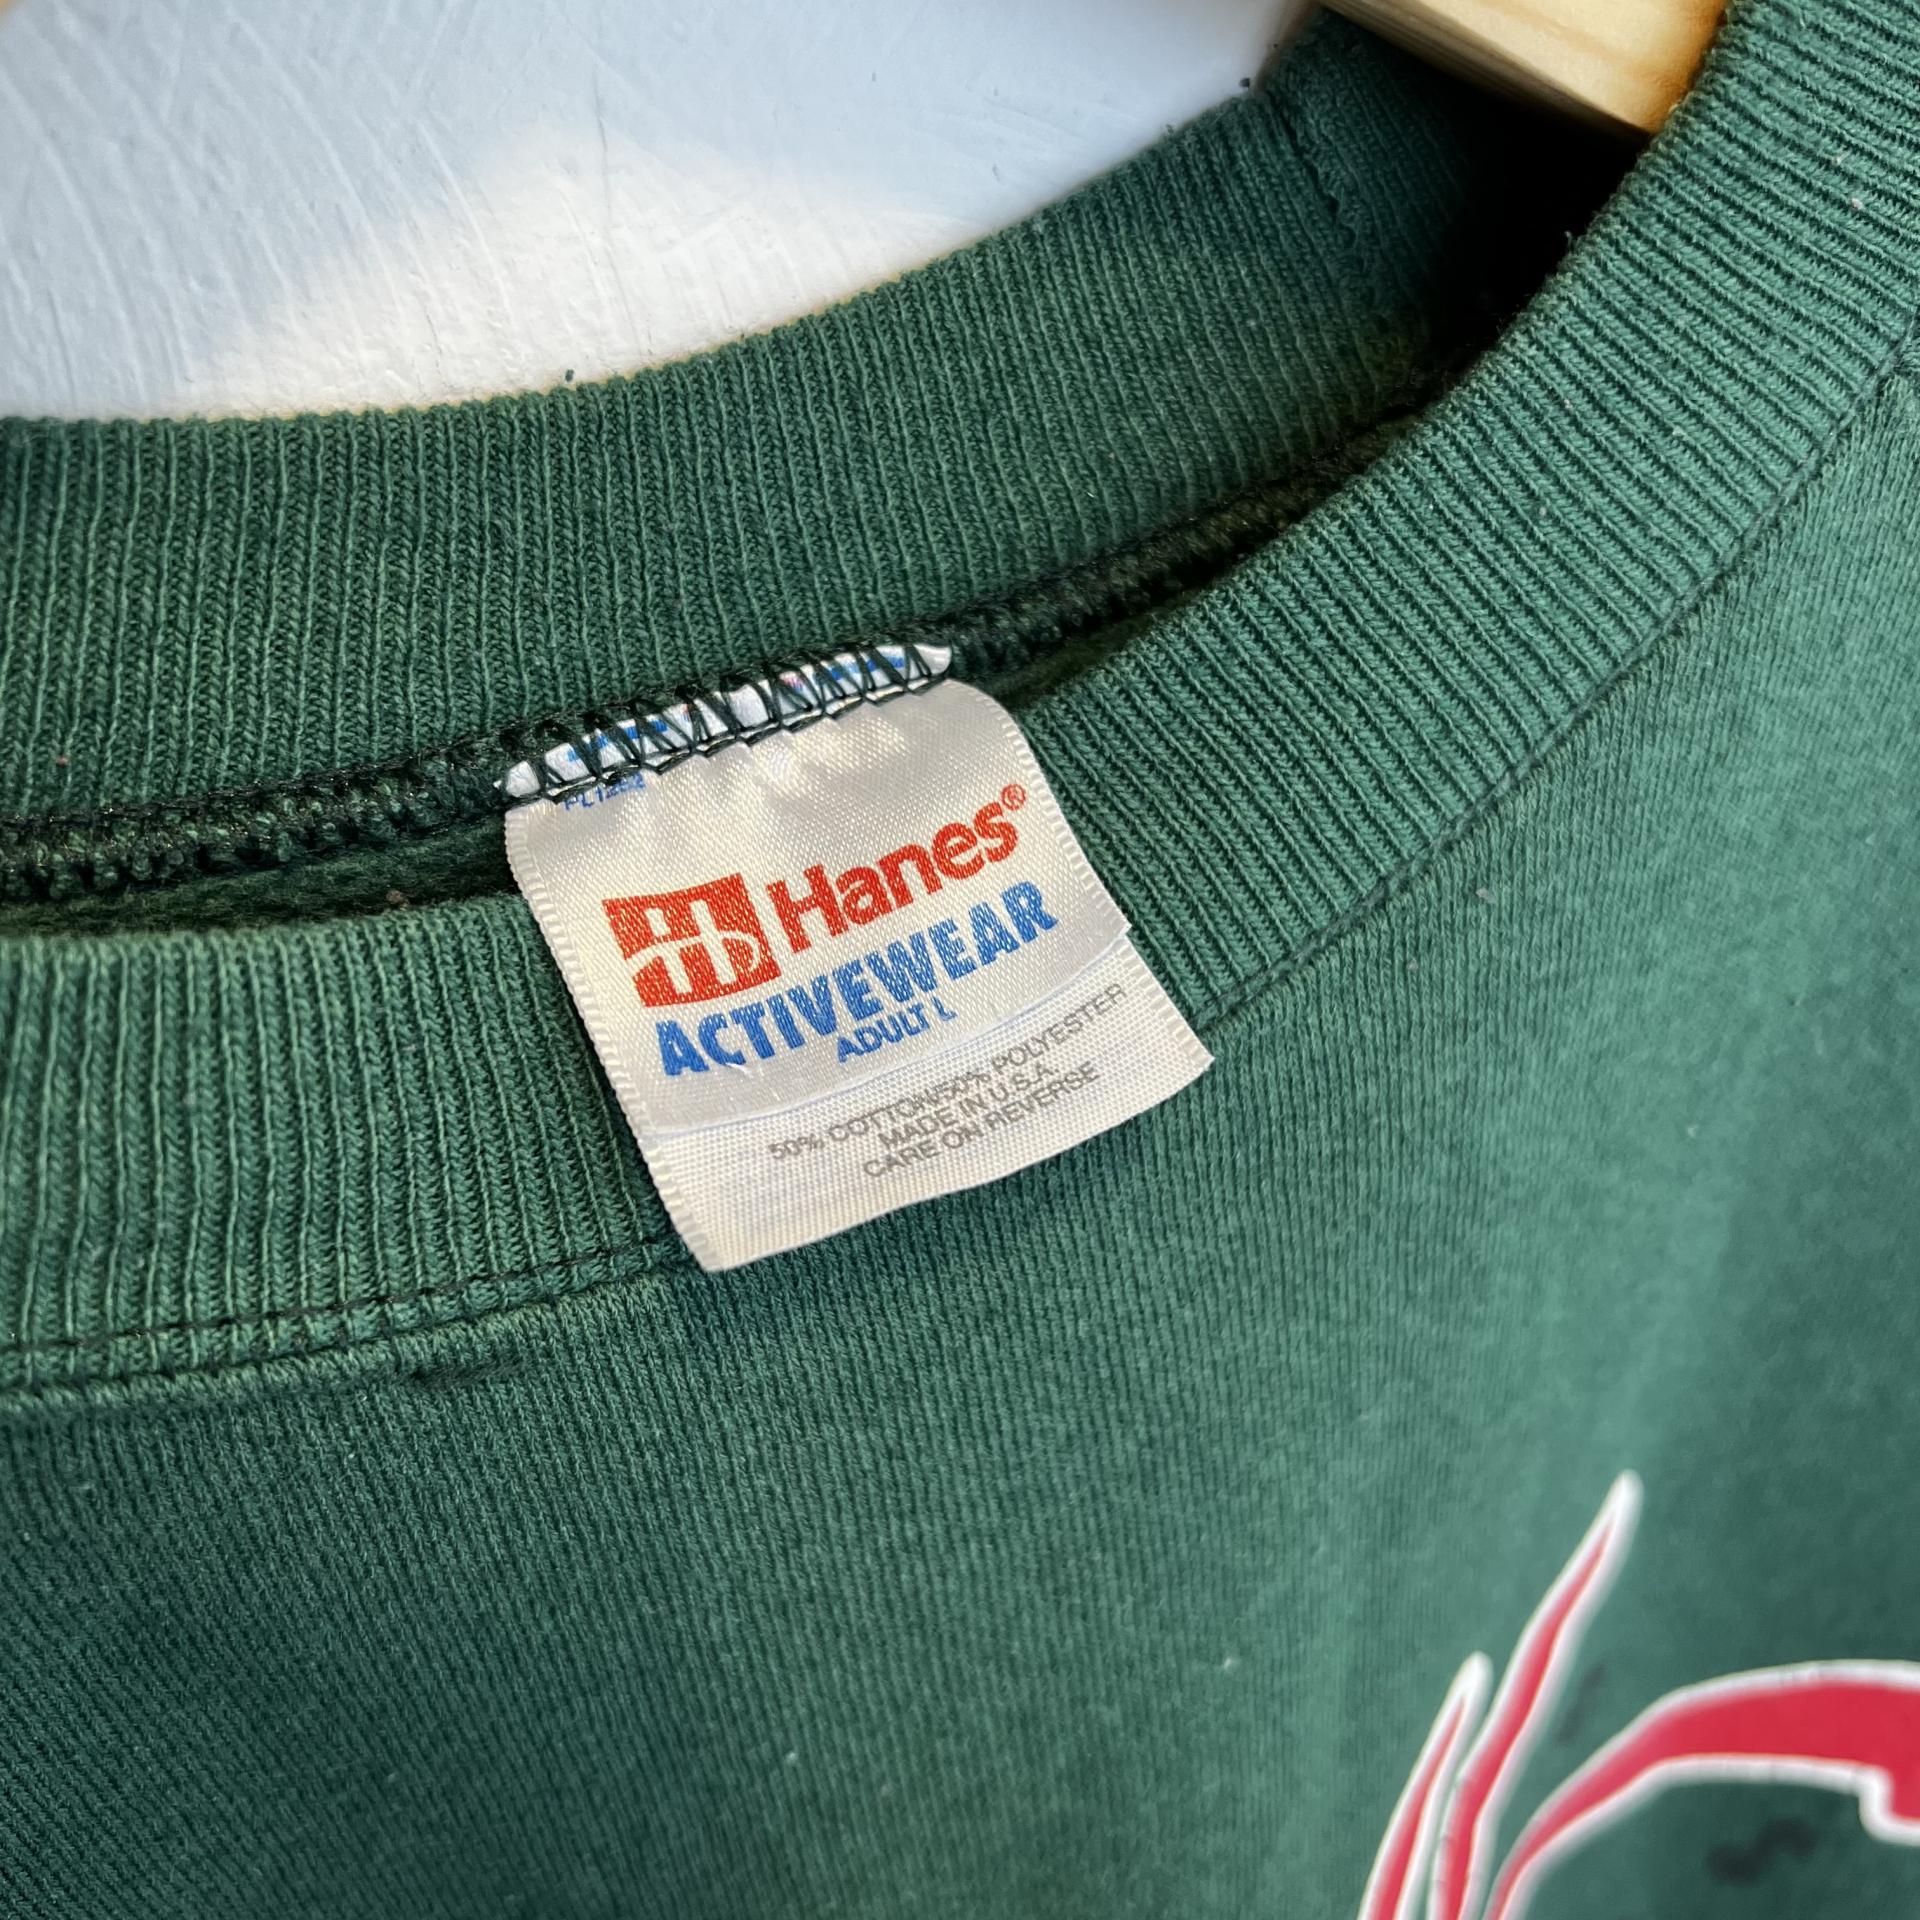 Hanes®
ACTIVEWEAR
ADULT L
50% COTTON/50% POLYESTER
MADE IN U.S.A.
CARE ON REVERSE